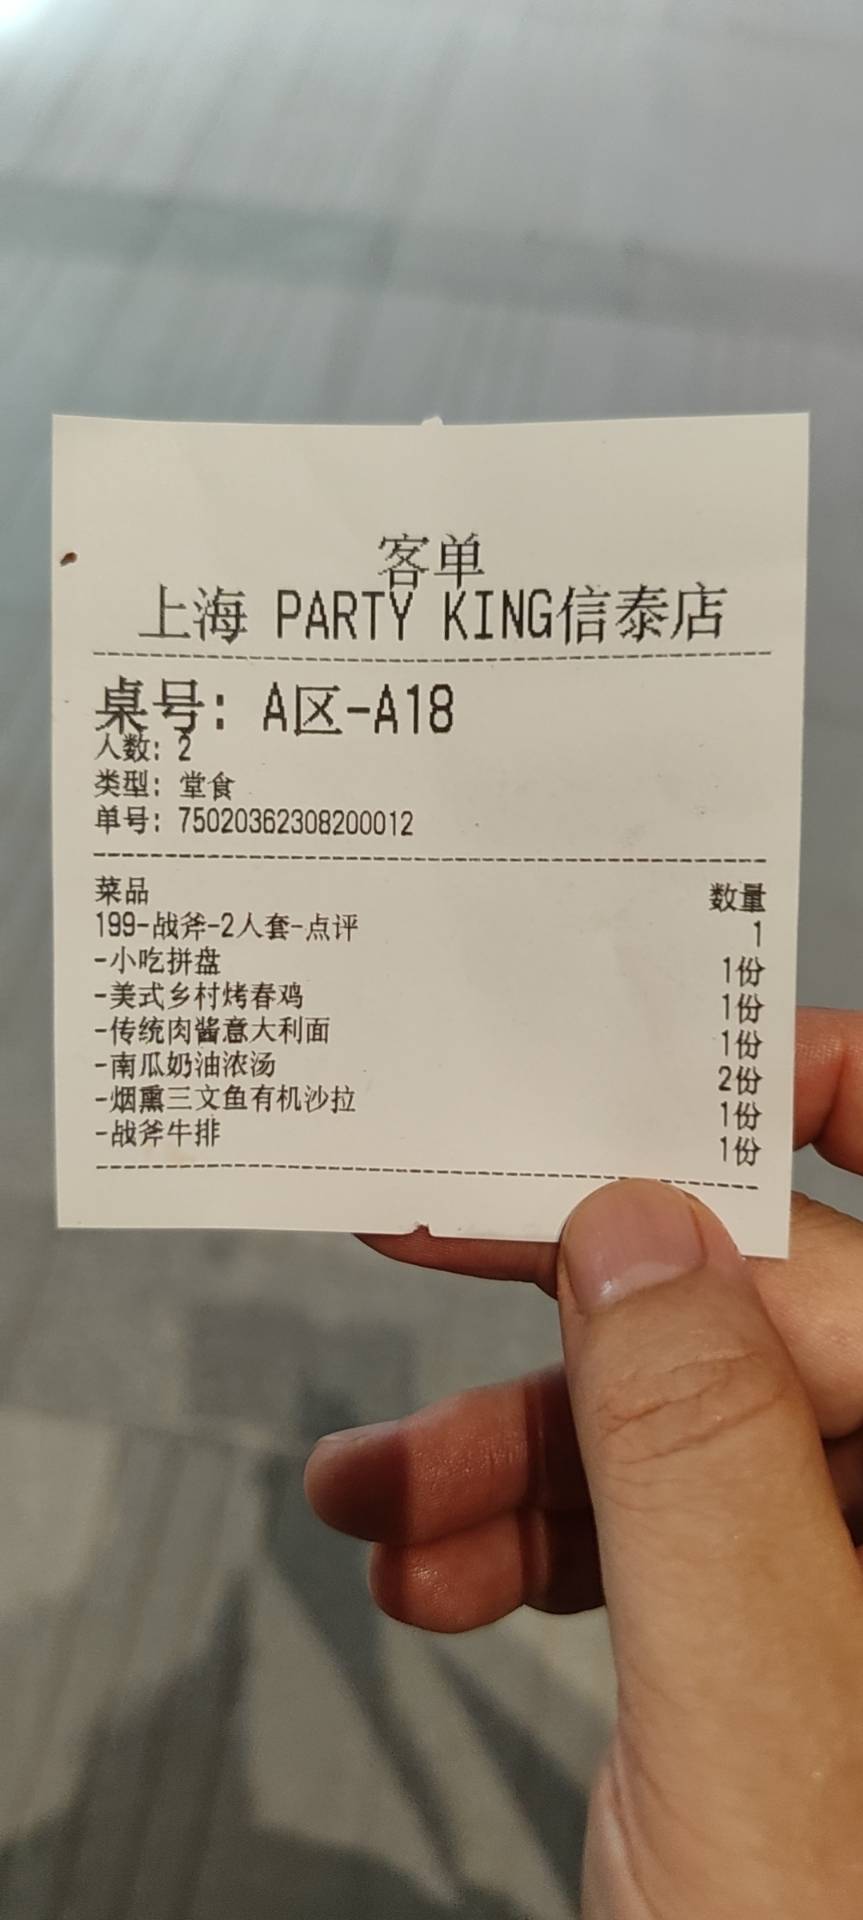 客单
上海 PARTY KING信泰店
桌号: A区-A18
人数: 2
类型: 堂食
单号: 75020362308200012
菜品 数量
199-战斧-2人套-点评 1
-小吃拼盘 1份
-美式乡村烤春鸡 1份
-传统肉酱意大利面 1份
-南瓜奶油浓汤 2份
-烟熏三文鱼有机沙拉 1份
-战斧牛排 1份